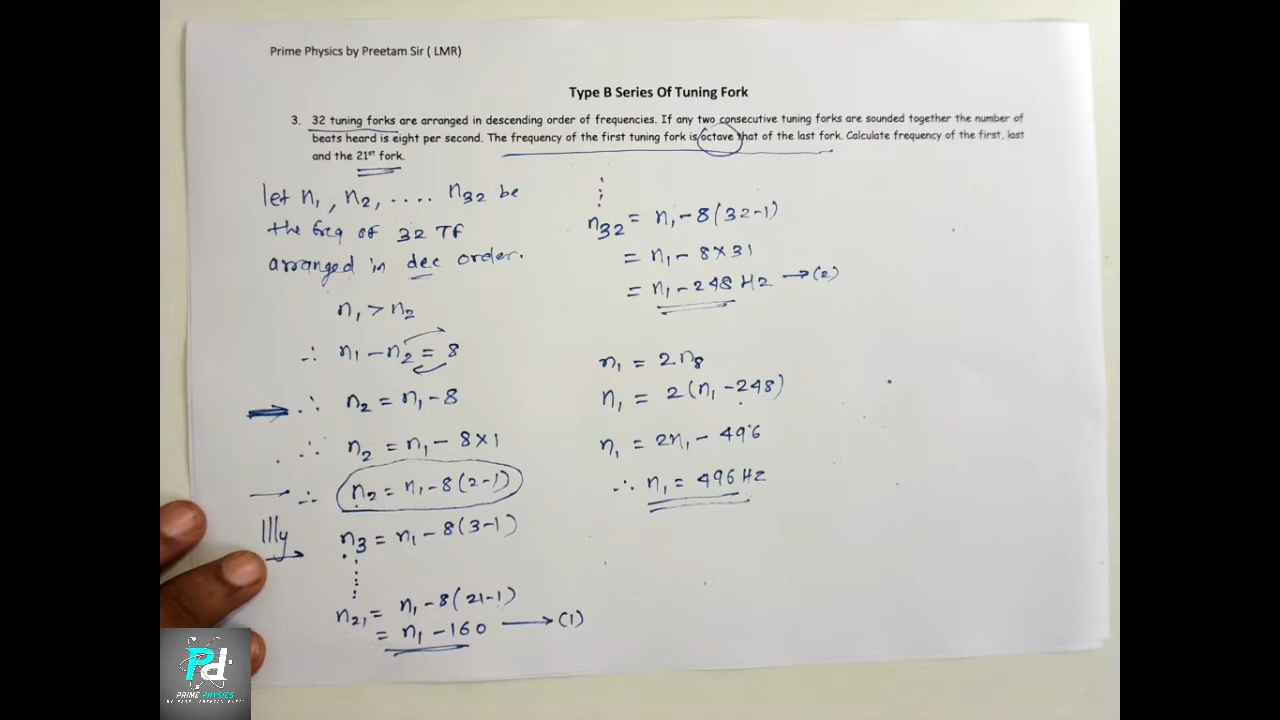 Prime Physics by Preetam Sir ( LMR)
Type B Series Of Tuning Fork
3. 32 tuning forks are arranged in descending order of frequencies. If any two consecutive tuning forks are sounded together the number of
beats heard is eight per second. The frequency of the first tuning fork is octave that of the last fork. Calculate frequency of the first, last
and the 21st fork.
let n₁, n₂, .... n₃₂ be
the frq of 32 TF
arranged in dec order.
n₁ > n₂
∴ n₁ - n₂ = 8
∴ n₂ = n₁ - 8
∴ n₂ = n₁ - 8×1
∴ n₂ = n₁ - 8(2-1)
Illy n₃ = n₁ - 8(3-1)
n₂₁ = n₁ - 8(21-1)
= n₁ - 160 → (1)
n₃₂ = n₁ - 8(32-1)
= n₁ - 8×31
= n₁ - 248 Hz → (2)
n₁ = 2n₈
n₁ = 2(n₁ - 248)
n₁ = 2n₁ - 496
∴ n₁ = 496 Hz
Pd
PRIME PHYSICS